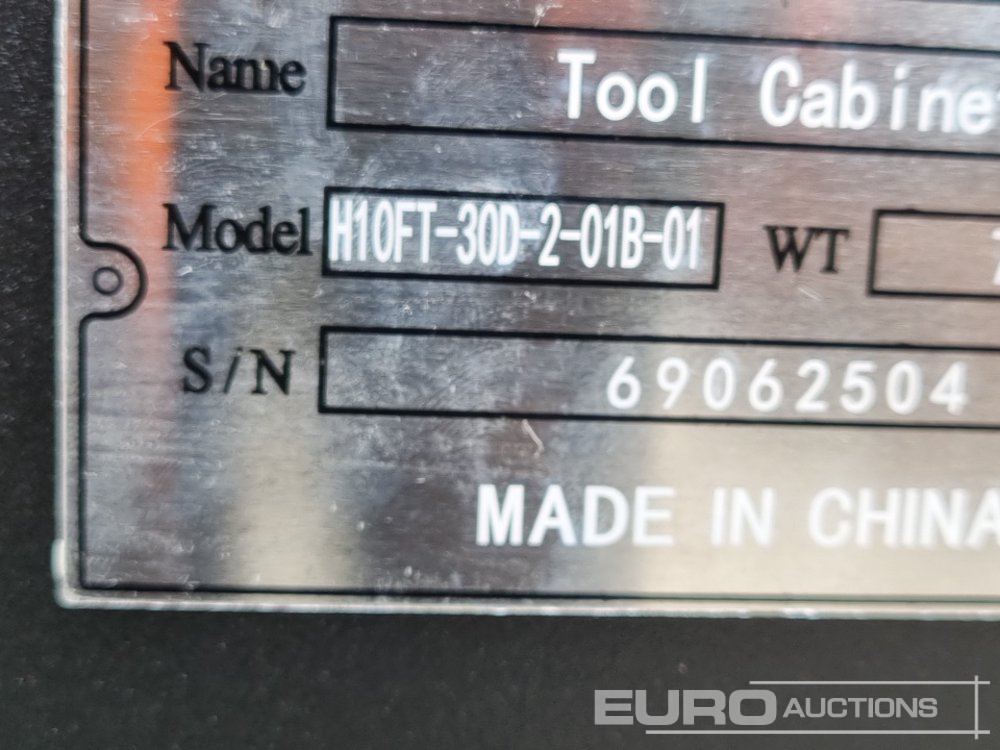 Name Tool Cabine
Model H10FT-30D-2-01B-01 WT
S/N 69062504
MADE IN CHINA
EURO AUCTIONS